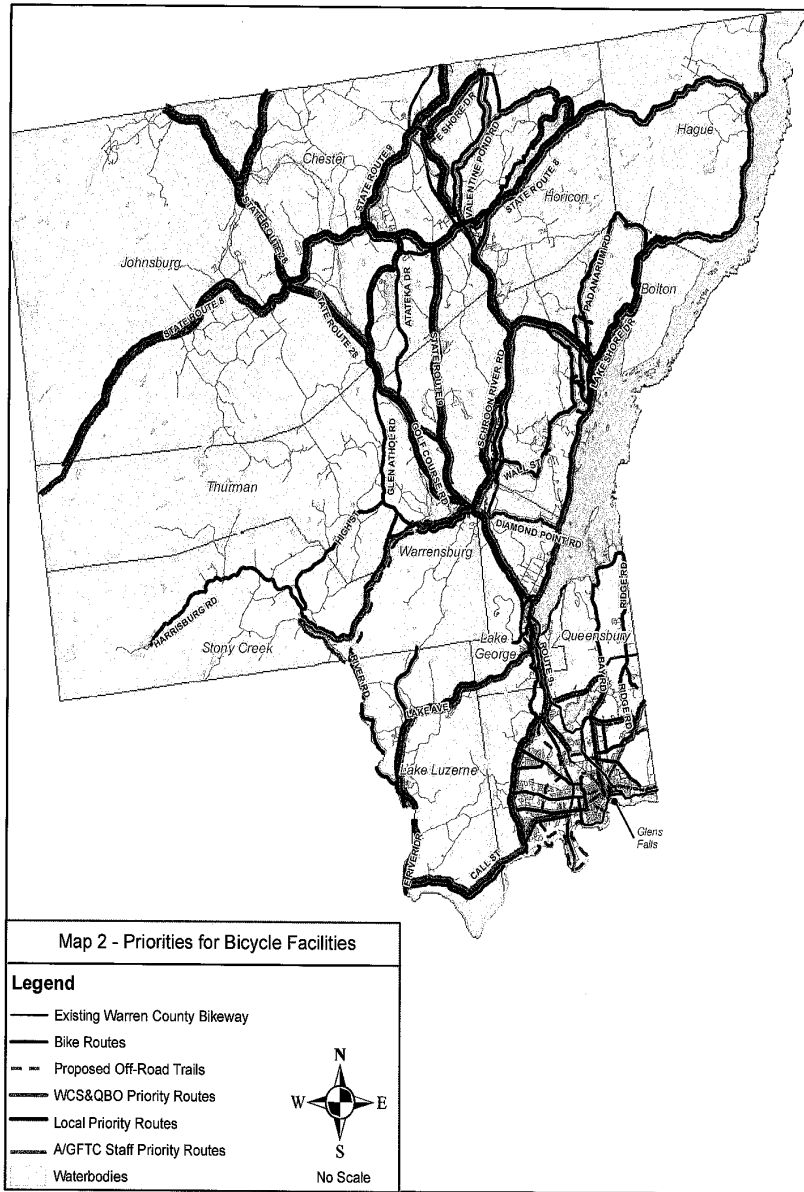 Hague
Chester
STATE ROUTE 9
E SHORE DR
VALENTINE POND RD
STATE ROUTE 8
Horicon
Johnsburg
STATE ROUTE 8
STATE ROUTE 28
ATATEKA DR
STATE ROUTE 9
PADANARUM RD
Bolton
LAKE SHORE DR
SCHROON RIVER RD
GOLF COURSE RD
GLEN ATHOL RD
Thurman
WALL ST
DIAMOND POINT RD
HIGH ST
Warrensburg
HARRISBURG RD
Stony Creek
RIVER RD
Lake
George
Queensbury
RIDGE RD
ROUTE 9
BAY RD
RIDGE RD
LAKE AVE
Lake Luzerne
E RIVER DR
CALL ST
Glens
Falls
Map 2 - Priorities for Bicycle Facilities
Legend
Existing Warren County Bikeway
Bike Routes
Proposed Off-Road Trails
WCS&QBO Priority Routes
Local Priority Routes
A/GFTC Staff Priority Routes
Waterbodies
N
W E
S
No Scale